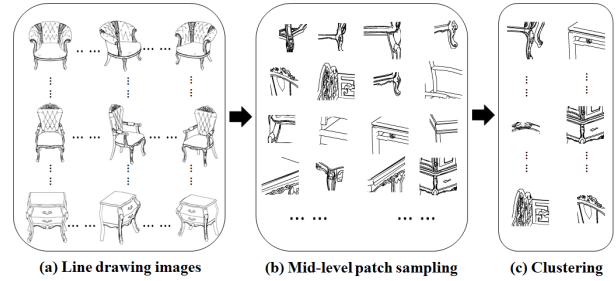 (a) Line drawing images
(b) Mid-level patch sampling
(c) Clustering